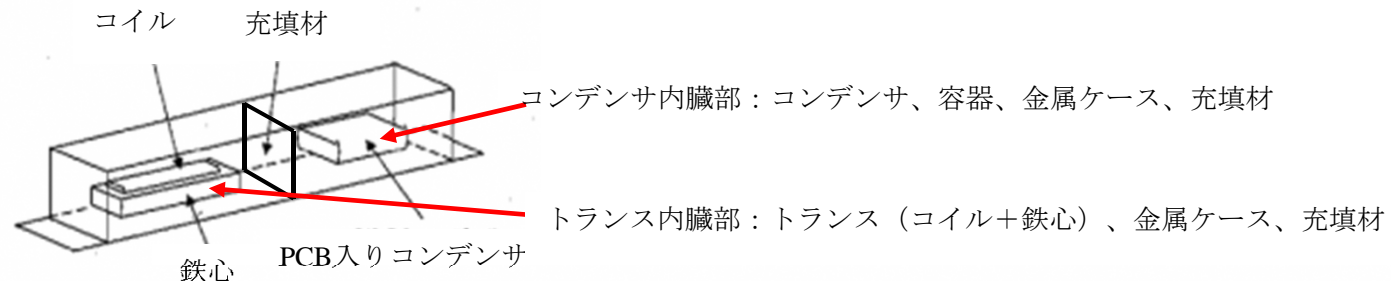 コイル
充填材
コンデンサ内臓部：コンデンサ、容器、金属ケース、充填材
トランス内臓部：トランス（コイル＋鉄心）、金属ケース、充填材
PCB入りコンデンサ
鉄心